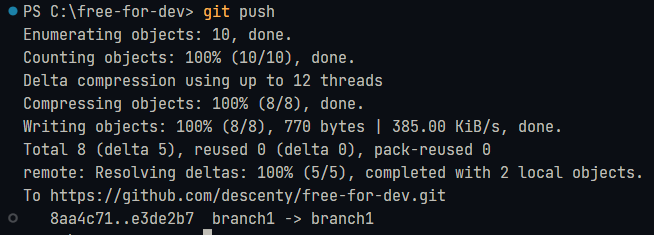 PS C:\free-for-dev> git push
Enumerating objects: 10, done.
Counting objects: 100% (10/10), done.
Delta compression using up to 12 threads
Compressing objects: 100% (8/8), done.
Writing objects: 100% (8/8), 770 bytes | 385.00 KiB/s, done.
Total 8 (delta 5), reused 0 (delta 0), pack-reused 0
remote: Resolving deltas: 100% (5/5), completed with 2 local objects.
To https://github.com/descenty/free-for-dev.git
   8aa4c71..e3de2b7  branch1 -> branch1